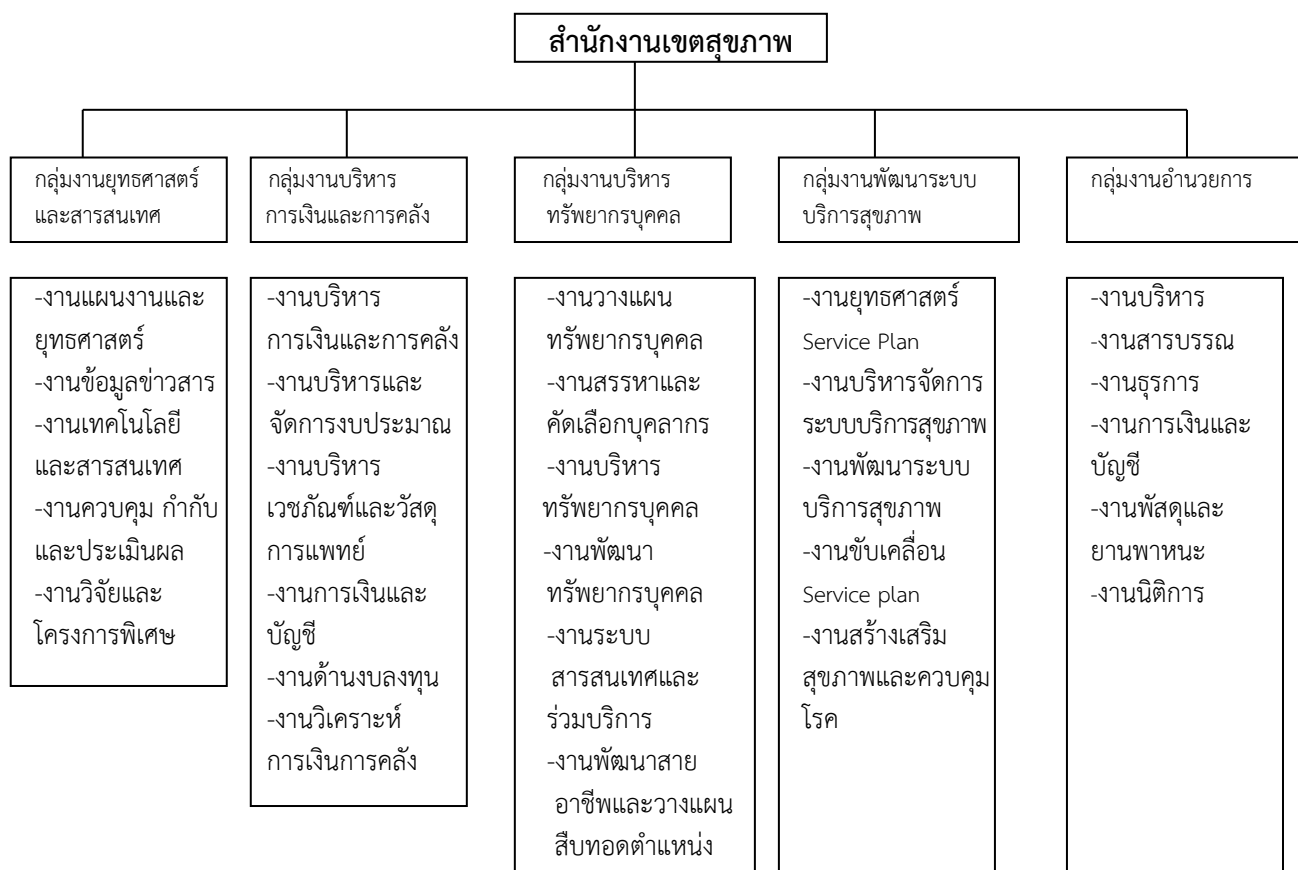 สำนักงานเขตสุขภาพ
กลุ่มงานยุทธศาสตร์
และสารสนเทศ
กลุ่มงานบริหาร
การเงินและการคลัง
กลุ่มงานบริหาร
ทรัพยากรบุคคล
กลุ่มงานพัฒนาระบบ
บริการสุขภาพ
กลุ่มงานอำนวยการ
-งานแผนงานและ
ยุทธศาสตร์
-งานข้อมูลข่าวสาร
-งานเทคโนโลยี
และสารสนเทศ
-งานควบคุม กำกับ
และประเมินผล
-งานวิจัยและ
โครงการพิเศษ
-งานบริหาร
การเงินและการคลัง
-งานบริหารและ
จัดการงบประมาณ
-งานบริหาร
เวชภัณฑ์และวัสดุ
การแพทย์
-งานการเงินและ
บัญชี
-งานด้านงบลงทุน
-งานวิเคราะห์
การเงินการคลัง
-งานวางแผน
ทรัพยากรบุคคล
-งานสรรหาและ
คัดเลือกบุคลากร
-งานบริหาร
ทรัพยากรบุคคล
-งานพัฒนา
ทรัพยากรบุคคล
-งานระบบ
สารสนเทศและ
ร่วมบริการ
-งานพัฒนาสาย
อาชีพและวางแผน
สืบทอดตำแหน่ง
-งานยุทธศาสตร์
Service Plan
-งานบริหารจัดการ
ระบบบริการสุขภาพ
-งานพัฒนาระบบ
บริการสุขภาพ
-งานขับเคลื่อน
Service plan
-งานสร้างเสริม
สุขภาพและควบคุม
โรค
-งานบริหาร
-งานสารบรรณ
-งานธุรการ
-งานการเงินและ
บัญชี
-งานพัสดุและ
ยานพาหนะ
-งานนิติการ